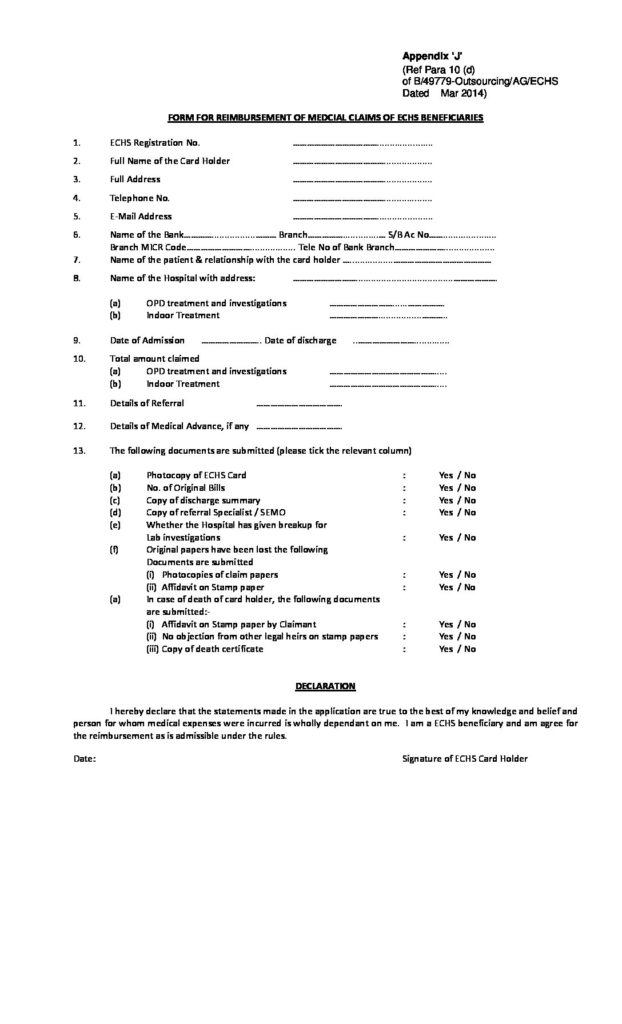 Appendix 'J'
(Ref Para 10 (d)
of B/49779-Outsourcing/AG/ECHS
Dated Mar 2014)
FORM FOR REIMBURSEMENT OF MEDCIAL CLAIMS OF ECHS BENEFICIARIES
1. ECHS Registration No. ........................................
2. Full Name of the Card Holder ........................................
3. Full Address ........................................
4. Telephone No. ........................................
5. E-Mail Address ........................................
6. Name of the Bank........................... Branch.............................. S/B Ac No......................
Branch MICR Code.............................. Tele No of Bank Branch..............................
7. Name of the patient & relationship with the card holder ........................................
8. Name of the Hospital with address: ........................................
(a) OPD treatment and investigations ..............................
(b) Indoor Treatment ..............................
9. Date of Admission .................... Date of discharge ..............................
10. Total amount claimed
(a) OPD treatment and investigations ..............................
(b) Indoor Treatment ..............................
11. Details of Referral ..............................
12. Details of Medical Advance, if any ..............................
13. The following documents are submitted (please tick the relevant column)
(a) Photocopy of ECHS Card : Yes / No
(b) No. of Original Bills : Yes / No
(c) Copy of discharge summary : Yes / No
(d) Copy of referral Specialist / SEMO : Yes / No
(e) Whether the Hospital has given breakup for
Lab investigations : Yes / No
(f) Original papers have been lost the following
Documents are submitted
(i) Photocopies of claim papers : Yes / No
(ii) Affidavit on Stamp paper : Yes / No
(a) In case of death of card holder, the following documents
are submitted:-
(i) Affidavit on Stamp paper by Claimant : Yes / No
(ii) No objection from other legal heirs on stamp papers : Yes / No
(iii) Copy of death certificate : Yes / No
DECLARATION
I hereby declare that the statements made in the application are true to the best of my knowledge and belief and
person for whom medical expenses were incurred is wholly dependant on me. I am a ECHS beneficiary and am agree for
the reimbursement as is admissible under the rules.
Date: Signature of ECHS Card Holder